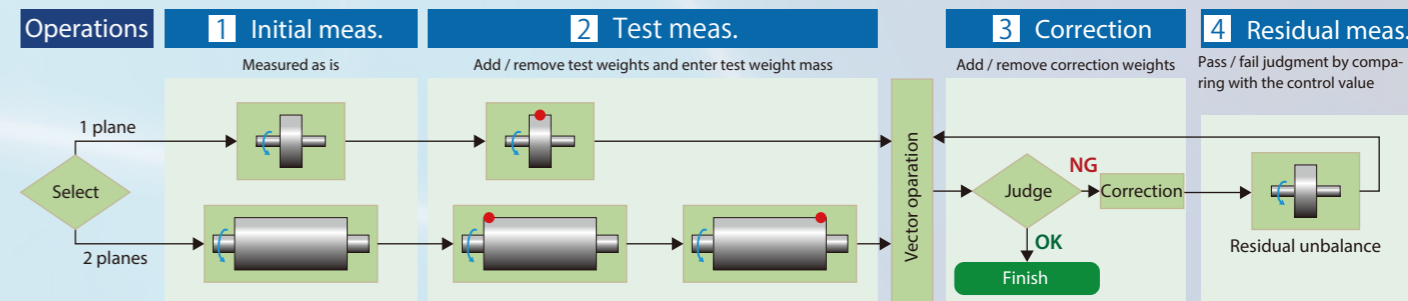 Operations
1 Initial meas.
2 Test meas.
3 Correction
4 Residual meas.
Measured as is
Add / remove test weights and enter test weight mass
Add / remove correction weights
Pass / fail judgment by compa-
ring with the control value
1 plane
Select
2 planes
Vector oparation
Judge
NG
Correction
OK
Finish
Residual unbalance